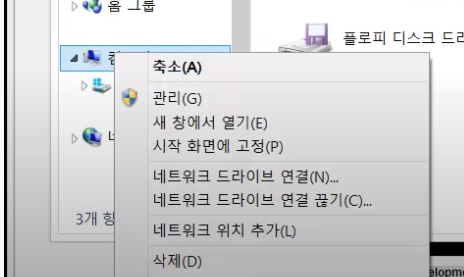 홈 그룹
플로피 디스크 드라
축소(A)
관리(G)
새 창에서 열기(E)
시작 화면에 고정(P)
네트워크 드라이브 연결(N)...
네트워크 드라이브 연결 끊기(C)...
네트워크 위치 추가(L)
3개 항
삭제(D)
elopme